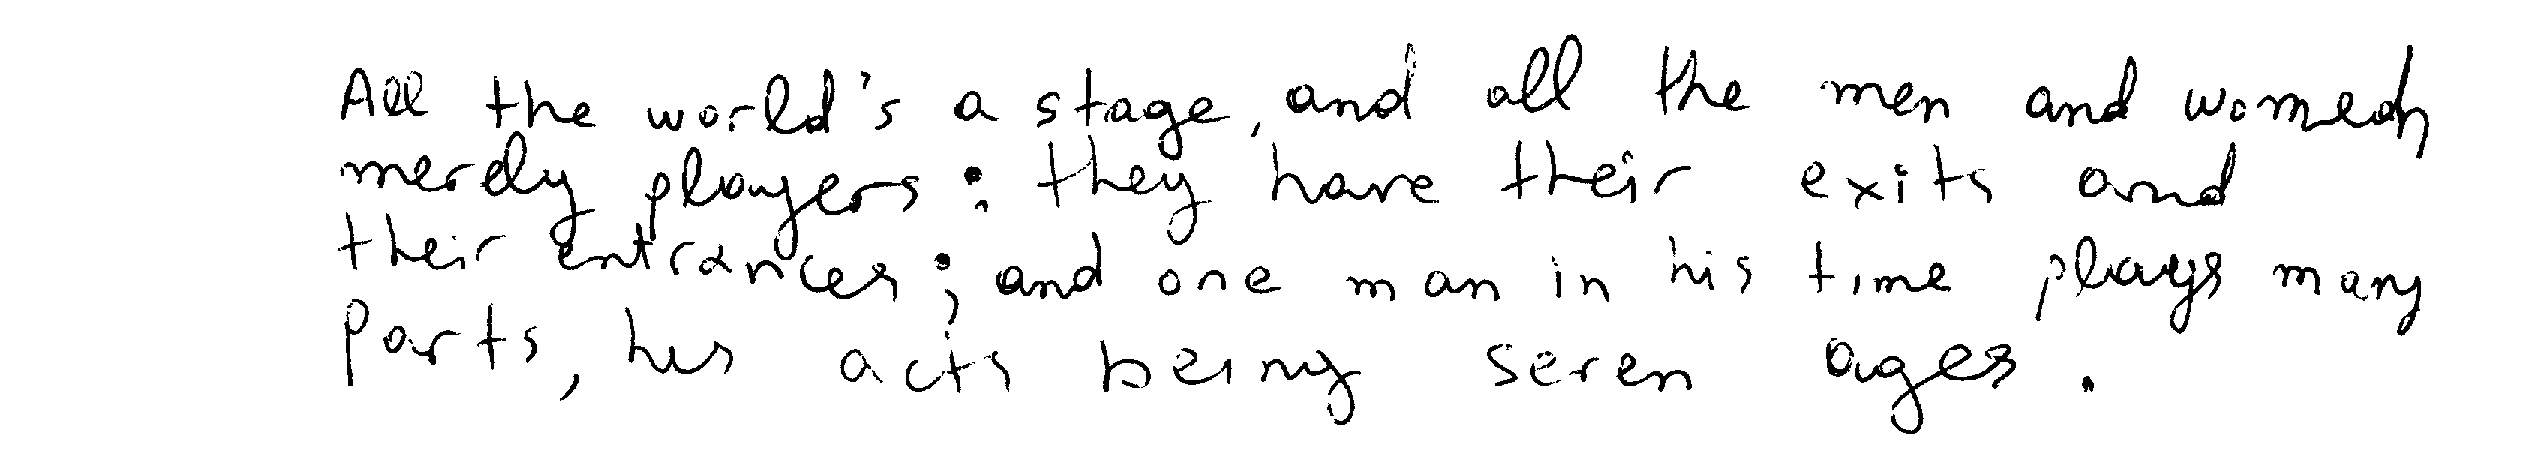 All the world's a stage, and all the men and women
merely players: they have their exits and
their entrances; and one man in his time plays many
parts, his acts being seven ages.